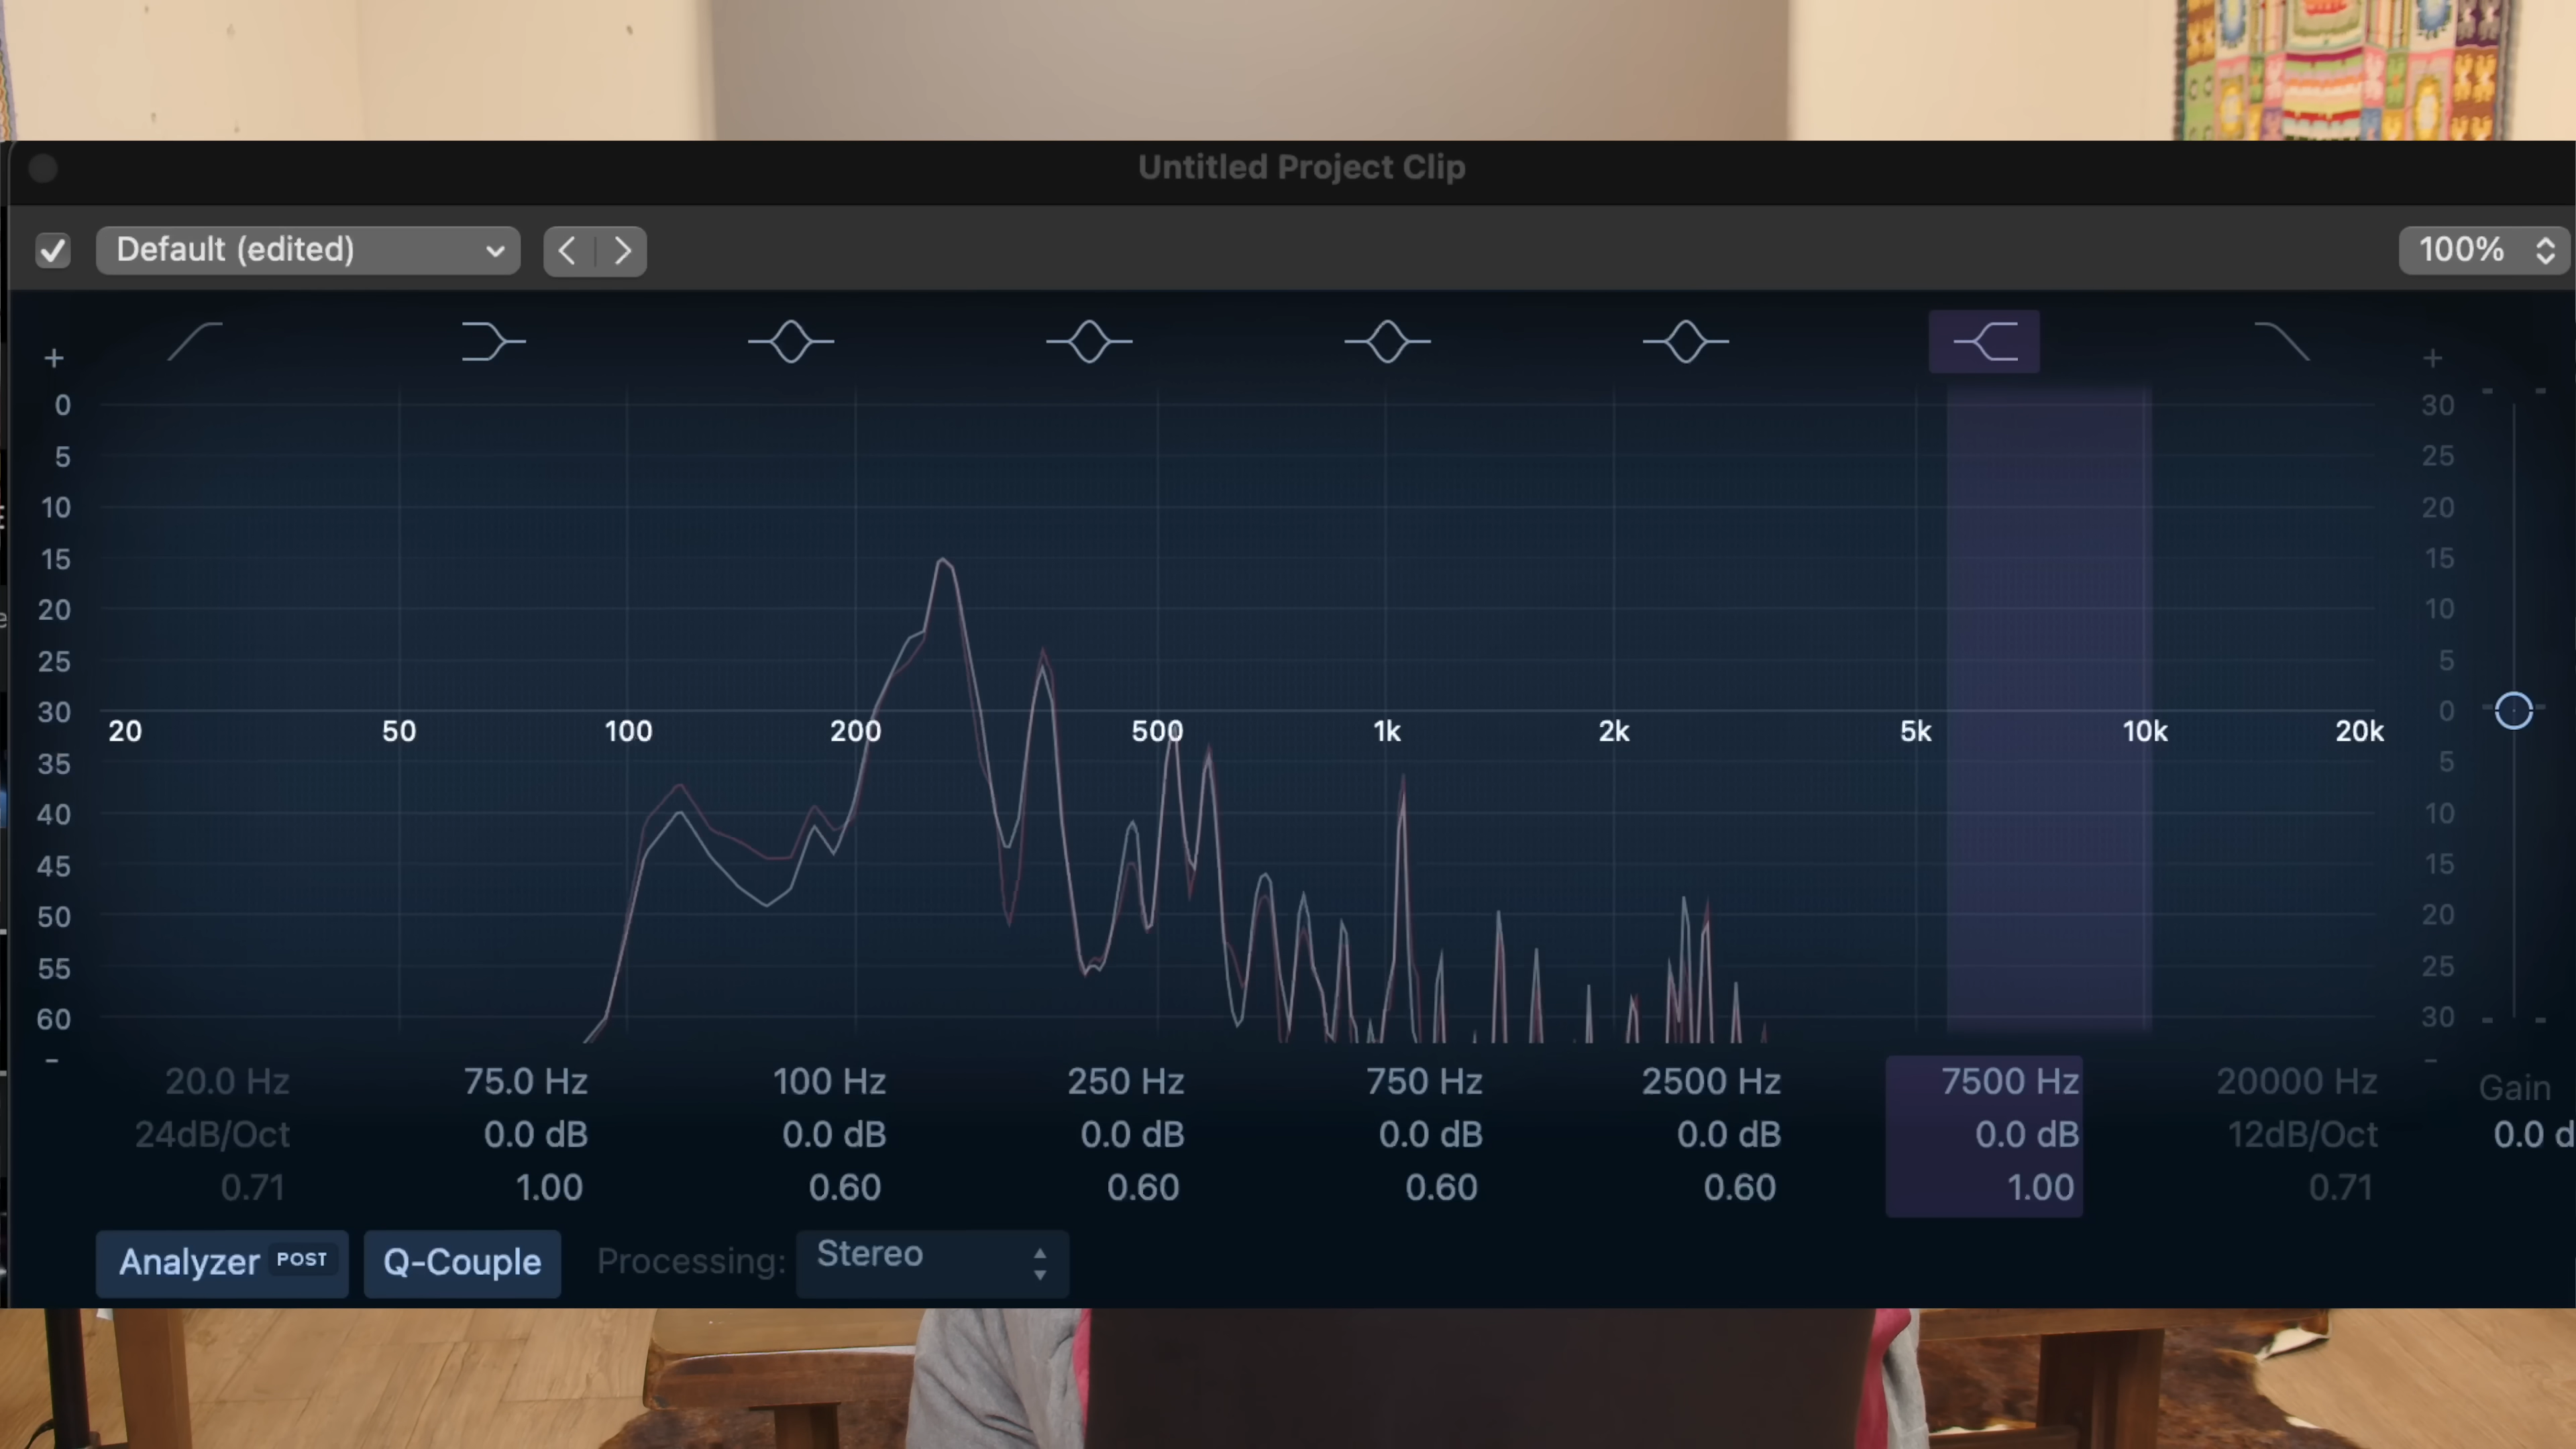 Untitled Project Clip
Default (edited)
100%
+ +
0 30
5 25
10 20
15 15
20 10
25 5
30 0
20 50 100 200 500 1k 2k 5k 10k 20k
35 5
40 10
45 15
50 20
55 25
60 30
- -
20.0 Hz 75.0 Hz 100 Hz 250 Hz 750 Hz 2500 Hz 7500 Hz 20000 Hz Gain
24dB/Oct 0.0 dB 0.0 dB 0.0 dB 0.0 dB 0.0 dB 0.0 dB 12dB/Oct 0.0 d
0.71 1.00 0.60 0.60 0.60 0.60 1.00 0.71
Analyzer POST Q-Couple Processing: Stereo